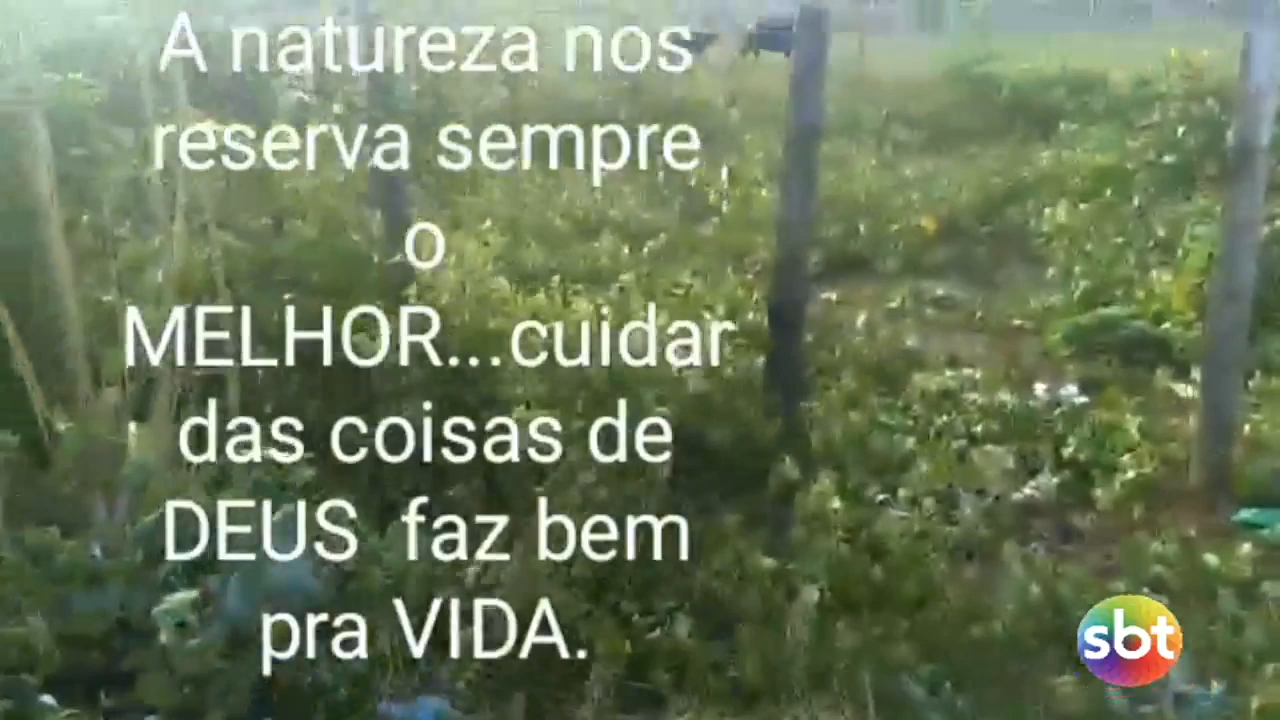 A natureza nos
reserva sempre
o
MELHOR...cuidar
das coisas de
DEUS  faz bem
pra VIDA.
sbt